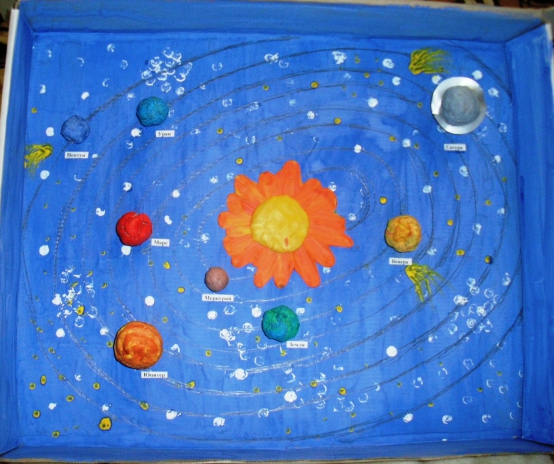 Уран
Нептун
Сатурн
Марс
Венера
Меркурий
Земля
Юпитер